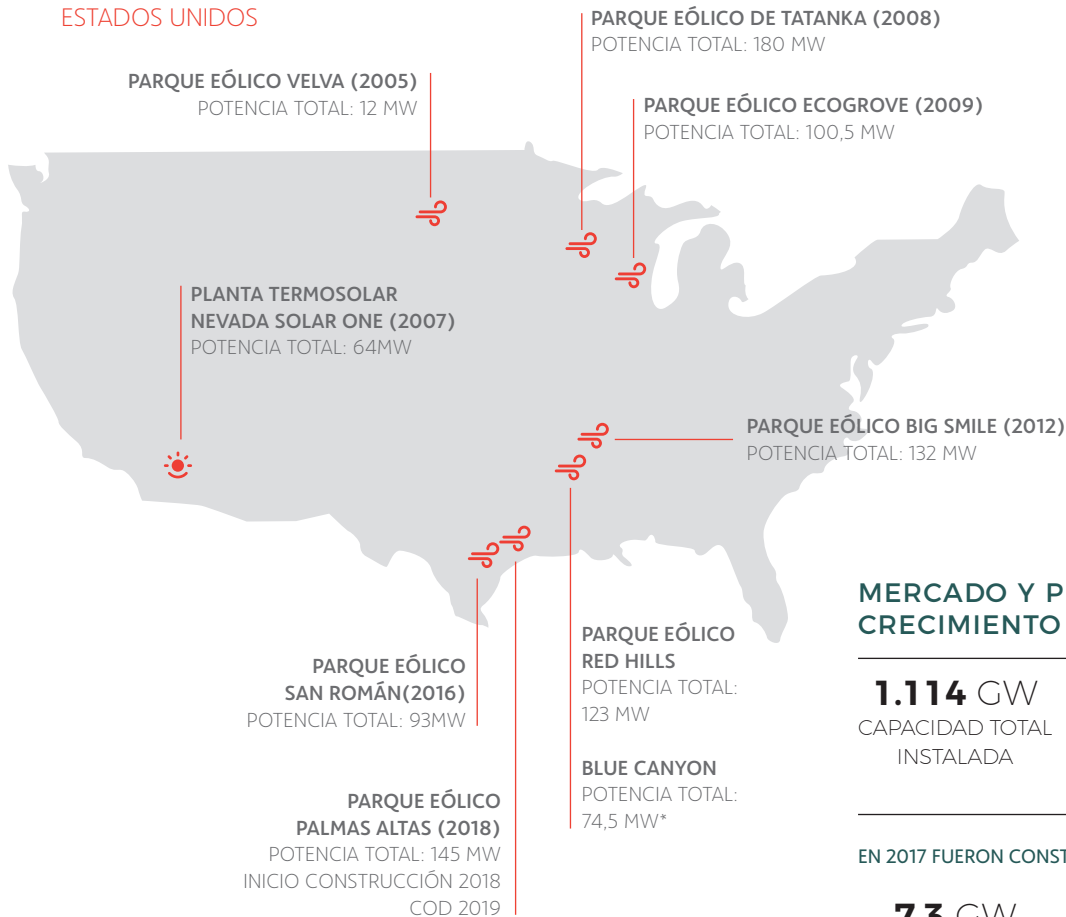 ESTADOS UNIDOS
PARQUE EÓLICO DE TATANKA (2008)
POTENCIA TOTAL: 180 MW
PARQUE EÓLICO VELVA (2005)
POTENCIA TOTAL: 12 MW
PARQUE EÓLICO ECOGROVE (2009)
POTENCIA TOTAL: 100,5 MW
PLANTA TERMOSOLAR
NEVADA SOLAR ONE (2007)
POTENCIA TOTAL: 64MW
PARQUE EÓLICO BIG SMILE (2012)
POTENCIA TOTAL: 132 MW
PARQUE EÓLICO
RED HILLS
POTENCIA TOTAL:
123 MW
BLUE CANYON
POTENCIA TOTAL:
74,5 MW*
PARQUE EÓLICO
SAN ROMÁN(2016)
POTENCIA TOTAL: 93MW
PARQUE EÓLICO
PALMAS ALTAS (2018)
POTENCIA TOTAL: 145 MW
INICIO CONSTRUCCIÓN 2018
COD 2019
MERCADO Y P
CRECIMIENTO
1.114 GW
CAPACIDAD TOTAL
INSTALADA
EN 2017 FUERON CONST
7,3 GW